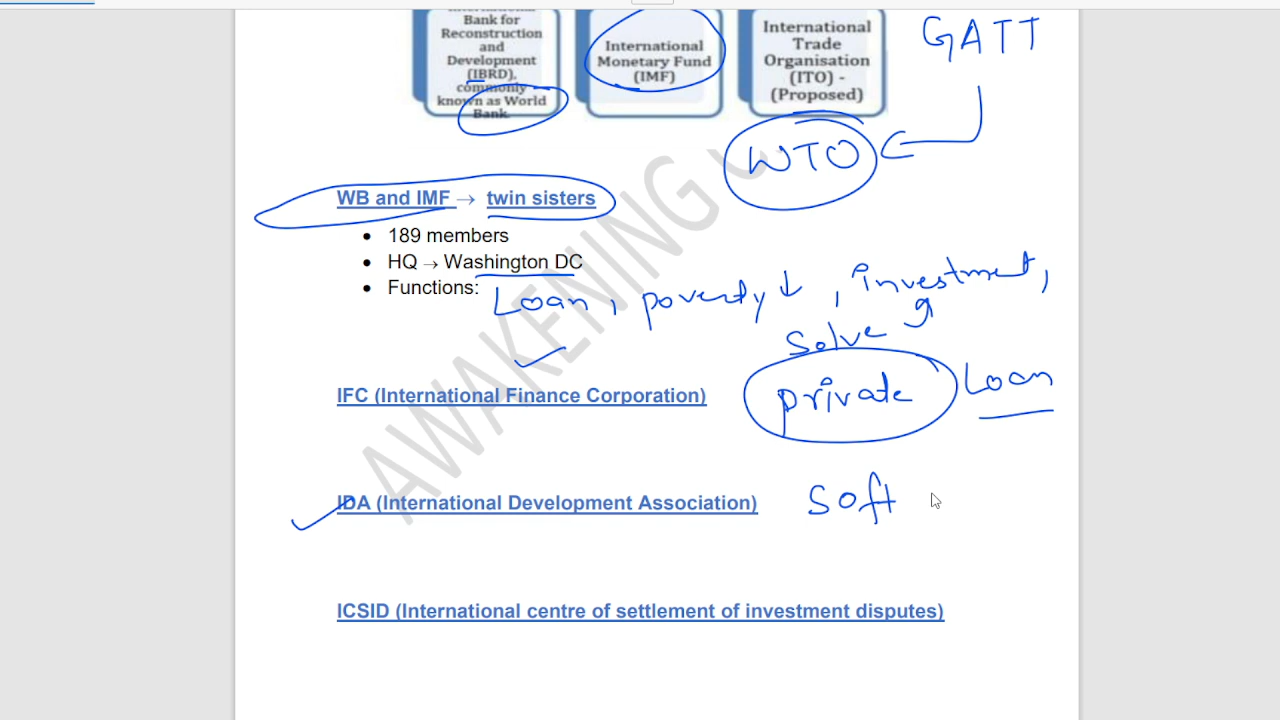 International
Bank for
Reconstruction
and
Development
(IBRD),
commonly
known as World
Bank.
International
Monetary Fund
(IMF)
International
Trade
Organisation
(ITO) -
(Proposed)
GATT
WTO
WB and IMF → twin sisters
• 189 members
• HQ → Washington DC
• Functions: Loan, poverty ↓, investment,
solve
IFC (International Finance Corporation) private Loan
IDA (International Development Association) Soft
ICSID (International centre of settlement of investment disputes)
AWAKENING